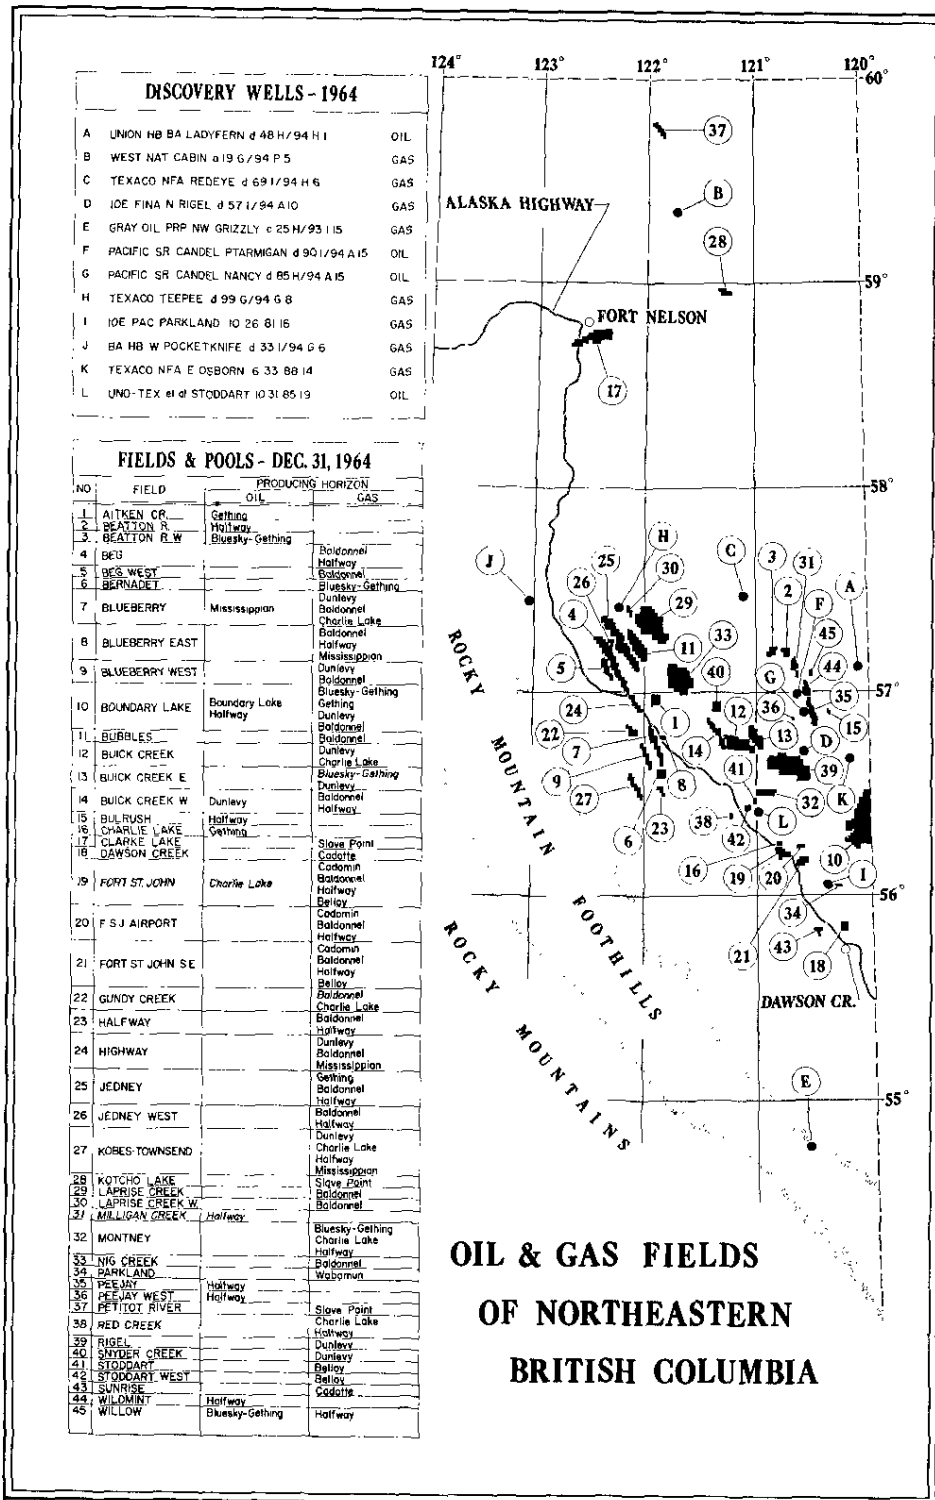 DISCOVERY WELLS - 1964
A UNION HB BA LADYFERN d 48 H/94 H 1 OIL
B WEST NAT CABIN a 19 G/94 P 5 GAS
C TEXACO NFA REDEYE d 69 I/94 H 6 GAS
D IOE FINA N RIGEL d 57 I/94 A 10 GAS
E GRAY OIL PRP NW GRIZZLY c 25 H/93 I 15 GAS
F PACIFIC SR CANDEL PTARMIGAN d 90 I/94 A 15 OIL
G PACIFIC SR CANDEL NANCY d 85 H/94 A 15 OIL
H TEXACO TEEPEE d 99 G/94 G 8 GAS
I IOE PAC PARKLAND 10 26 81 16 GAS
J BA HB W POCKETKNIFE d 33 I/94 G 6 GAS
K TEXACO NFA E OSBORN 6 33 88 14 GAS
L UNO-TEX et al STODDART 10 31 85 19 OIL
FIELDS & POOLS - DEC. 31, 1964
NO FIELD PRODUCING HORIZON
OIL GAS
1 AITKEN CR. Gething
2 BEATTON R. Halfway
3 BEATTON R W Bluesky-Gething
4 BEG Baldonnel
Halfway
5 BEG WEST Baldonnel
6 BERNADET Bluesky-Gething
7 BLUEBERRY Mississippian Dunlevy
Baldonnel
Charlie Lake
8 BLUEBERRY EAST Baldonnel
Halfway
Mississippian
9 BLUEBERRY WEST Dunlevy
Baldonnel
10 BOUNDARY LAKE Boundary Lake Bluesky-Gething
Halfway Gething
Dunlevy
Baldonnel
11 BUBBLES Baldonnel
12 BUICK CREEK Dunlevy
Charlie Lake
13 BUICK CREEK E Bluesky-Gething
Dunlevy
14 BUICK CREEK W Dunlevy Baldonnel
Halfway
15 BULRUSH Halfway
16 CHARLIE LAKE Gething
17 CLARKE LAKE Slave Point
18 DAWSON CREEK Cadotte
19 FORT ST. JOHN Charlie Lake Cadomin
Baldonnel
Halfway
Belloy
20 F S J AIRPORT Cadomin
Baldonnel
Halfway
21 FORT ST JOHN S E Cadomin
Baldonnel
Halfway
Belloy
22 GUNDY CREEK Baldonnel
Charlie Lake
23 HALFWAY Baldonnel
Halfway
24 HIGHWAY Dunlevy
Baldonnel
Mississippian
25 JEDNEY Gething
Baldonnel
Halfway
26 JEDNEY WEST Baldonnel
Halfway
27 KOBES-TOWNSEND Dunlevy
Charlie Lake
Halfway
Mississippian
28 KOTCHO LAKE Slave Point
29 LAPRISE CREEK Baldonnel
30 LAPRISE CREEK W Baldonnel
31 MILLIGAN CREEK Halfway
32 MONTNEY Bluesky-Gething
Charlie Lake
Halfway
33 NIG CREEK Baldonnel
34 PARKLAND Wabamun
35 PEEJAY Halfway
36 PEEJAY WEST Halfway
37 PETITOT RIVER Slave Point
38 RED CREEK Charlie Lake
Halfway
39 RIGEL Dunlevy
40 SNYDER CREEK Dunlevy
41 STODDART Belloy
42 STODDART WEST Belloy
43 SUNRISE Cadotte
44 WILDMINT Halfway
45 WILLOW Bluesky-Gething Halfway
124° 123° 122° 121° 120°
60°
37
B
ALASKA HIGHWAY
28
59°
FORT NELSON
17
58°
J 25 H C 3 31
26 30 2 A
4 29 F
45
33
11
5 40 G 44
57°
24 36 35
22 1 12 15
7 14 13 D
41 39
9 8
27 32 K
6 23 38 L
42
16 10
19 20 I
56°
34
21 43 18
DAWSON CR.
E
55°
ROCKY MOUNTAIN FOOTHILLS
ROCKY MOUNTAINS
OIL & GAS FIELDS
OF NORTHEASTERN
BRITISH COLUMBIA